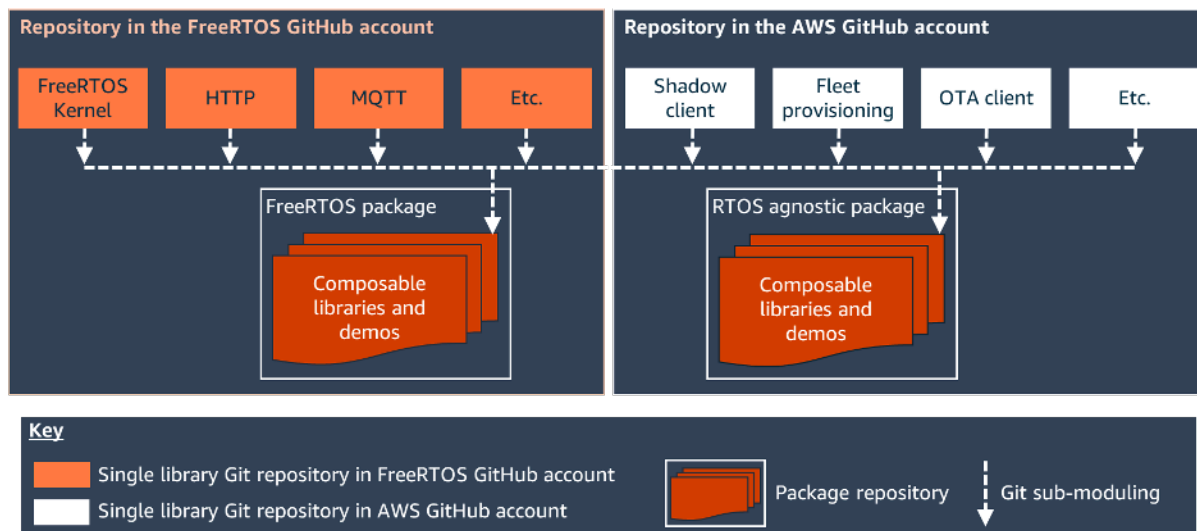 Repository in the FreeRTOS GitHub account
FreeRTOS
Kernel
HTTP
MQTT
Etc.
FreeRTOS package
Composable
libraries and
demos
Repository in the AWS GitHub account
Shadow
client
Fleet
provisioning
OTA client
Etc.
RTOS agnostic package
Composable
libraries and
demos
Key
Single library Git repository in FreeRTOS GitHub account
Single library Git repository in AWS GitHub account
Package repository
Git sub-moduling